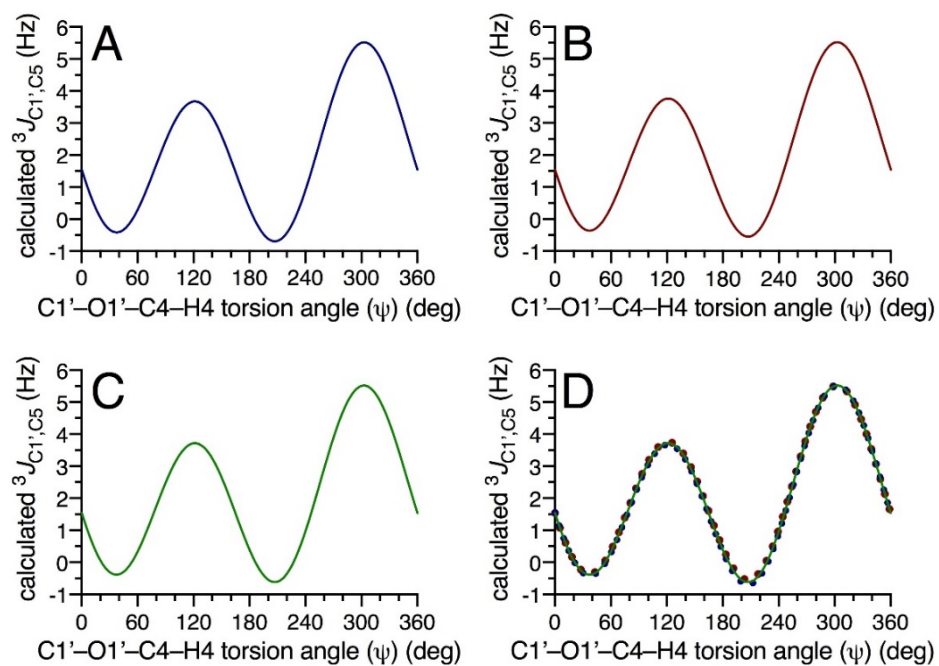 A
calculated ³J_C1',C5 (Hz)
6
5
4
3
2
1
0
-1
0 60 120 180 240 300 360
C1'–O1'–C4–H4 torsion angle (ψ) (deg)
B
calculated ³J_C1',C5 (Hz)
6
5
4
3
2
1
0
-1
0 60 120 180 240 300 360
C1'–O1'–C4–H4 torsion angle (ψ) (deg)
C
calculated ³J_C1',C5 (Hz)
6
5
4
3
2
1
0
-1
0 60 120 180 240 300 360
C1'–O1'–C4–H4 torsion angle (ψ) (deg)
D
calculated ³J_C1',C5 (Hz)
6
5
4
3
2
1
0
-1
0 60 120 180 240 300 360
C1'–O1'–C4–H4 torsion angle (ψ) (deg)